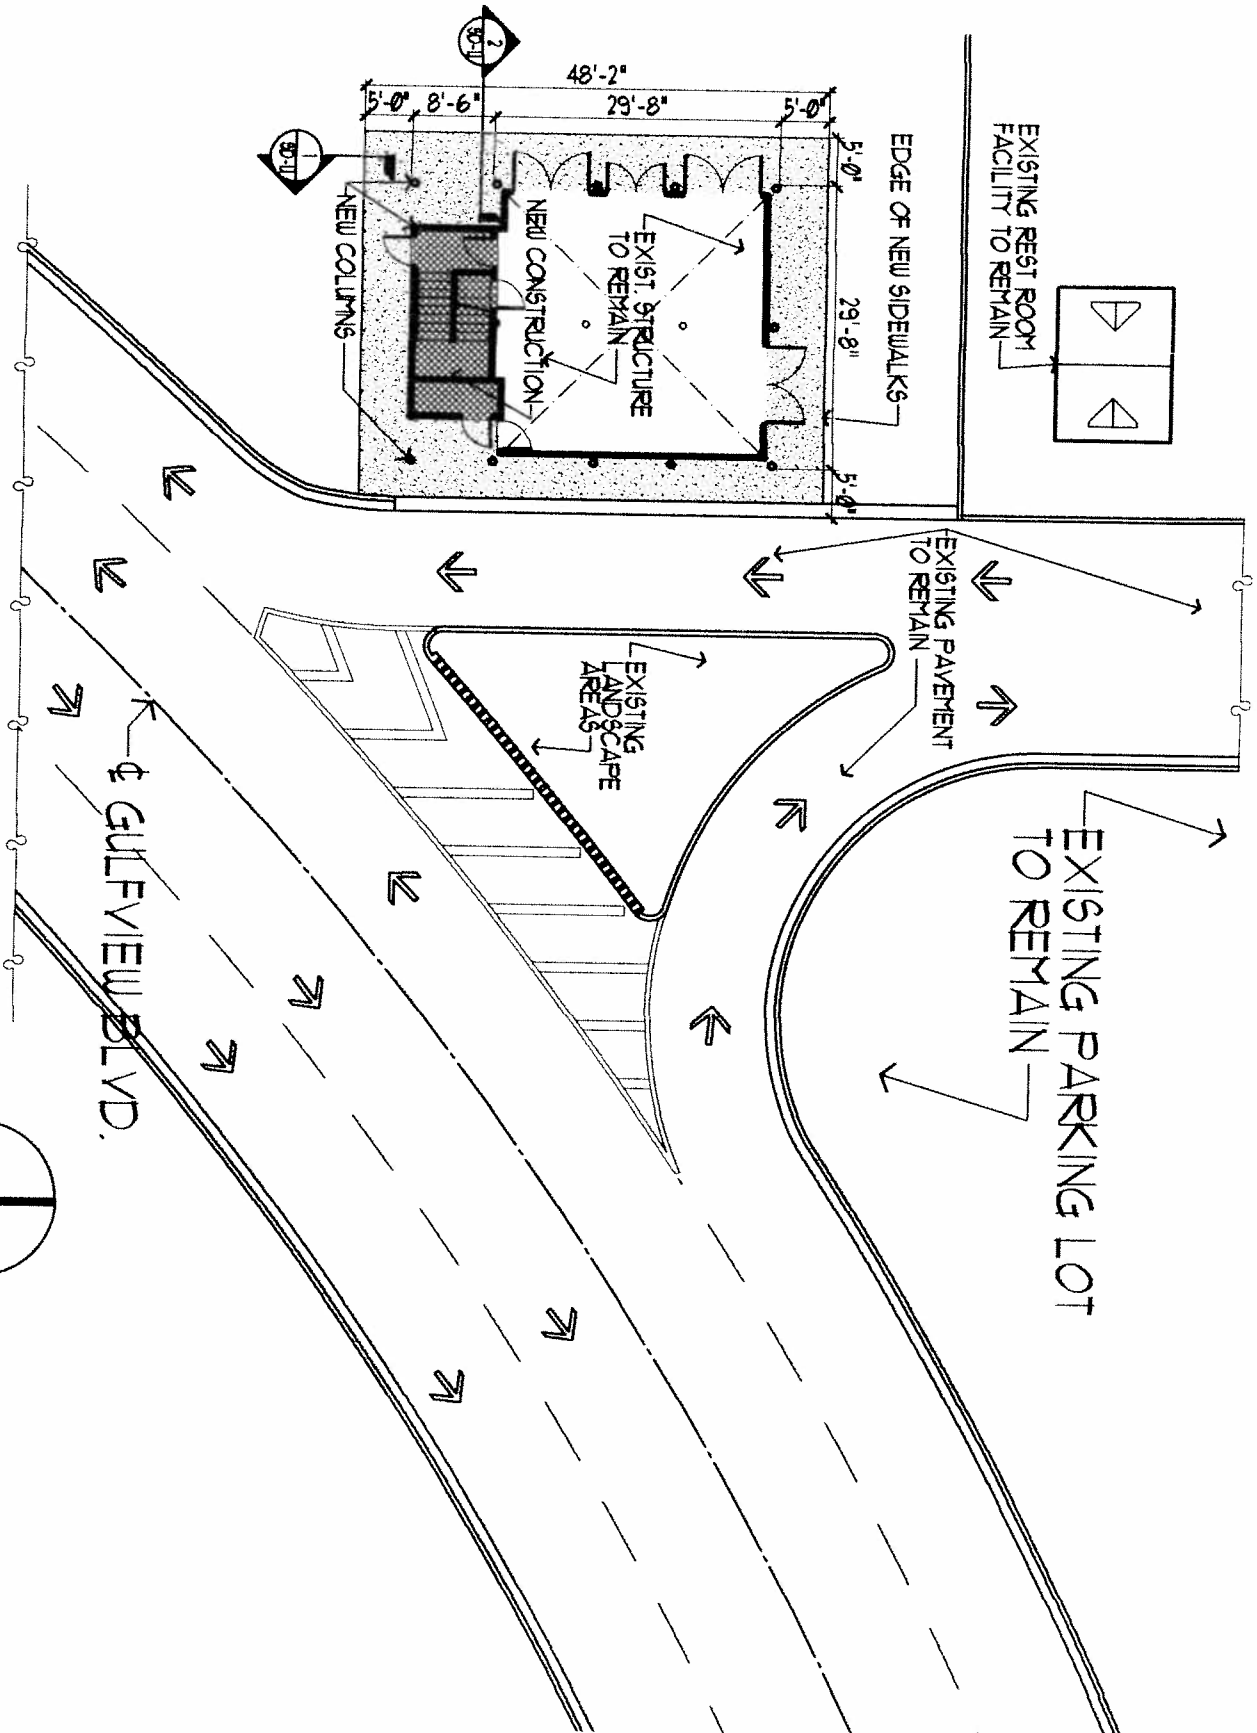 EXISTING REST ROOM
FACILITY TO REMAIN
EDGE OF NEW SIDEWALKS
48'-2"
5'-0"
8'-6"
29'-8"
5'-0"
5'-0"
29'-8"
5'-0"
EXIST. STRUCTURE
TO REMAIN
NEW CONSTRUCTION
NEW COLUMNS
2
1
EXISTING PAVEMENT
TO REMAIN
EXISTING
LANDSCAPE
AREAS
EXISTING PARKING LOT
TO REMAIN
℄ GULFVIEW BLVD.